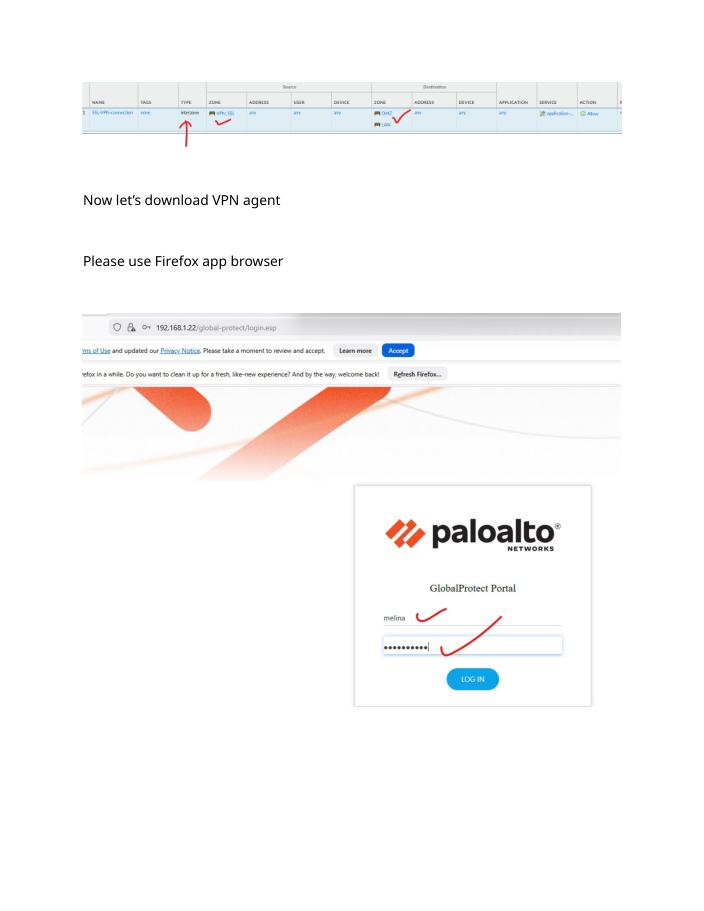 Source Destination
NAME TAGS TYPE ZONE ADDRESS USER DEVICE ZONE ADDRESS DEVICE APPLICATION SERVICE ACTION
1 SSL-VPN-connection none interzone VPN_SSL any any any DMZ any any any application-... Allow
LAN
Now let’s download VPN agent
Please use Firefox app browser
192.168.1.22/global-protect/login.esp
ms of Use and updated our Privacy Notice. Please take a moment to review and accept. Learn more Accept
refox in a while. Do you want to clean it up for a fresh, like-new experience? And by the way, welcome back! Refresh Firefox...
paloalto®
NETWORKS
GlobalProtect Portal
melina
LOG IN